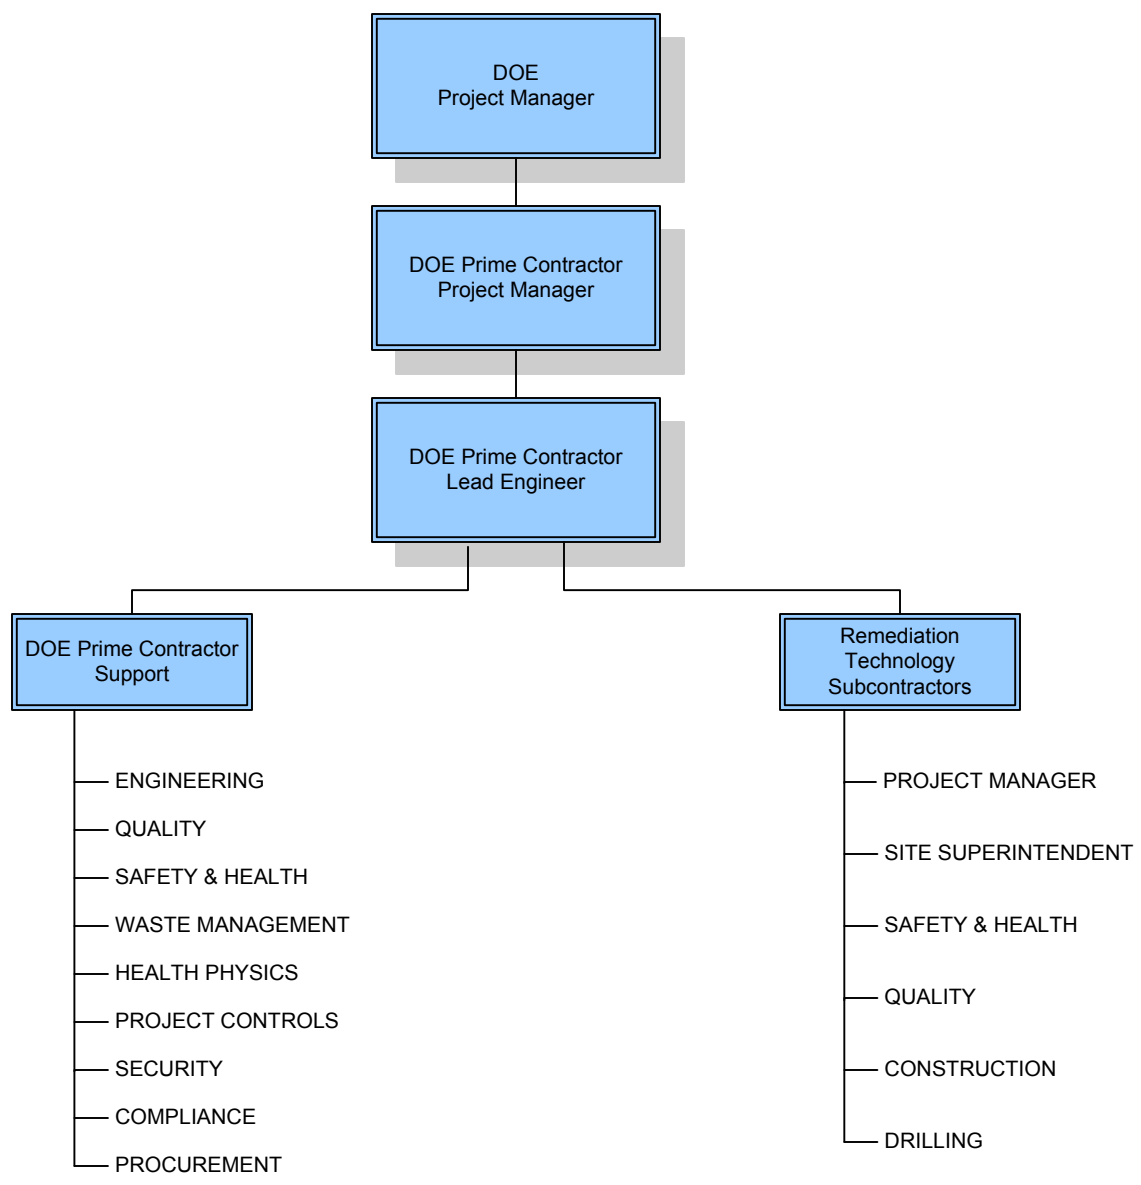 DOE
Project Manager
DOE Prime Contractor
Project Manager
DOE Prime Contractor
Lead Engineer
DOE Prime Contractor
Support
ENGINEERING
QUALITY
SAFETY & HEALTH
WASTE MANAGEMENT
HEALTH PHYSICS
PROJECT CONTROLS
SECURITY
COMPLIANCE
PROCUREMENT
Remediation
Technology
Subcontractors
PROJECT MANAGER
SITE SUPERINTENDENT
SAFETY & HEALTH
QUALITY
CONSTRUCTION
DRILLING